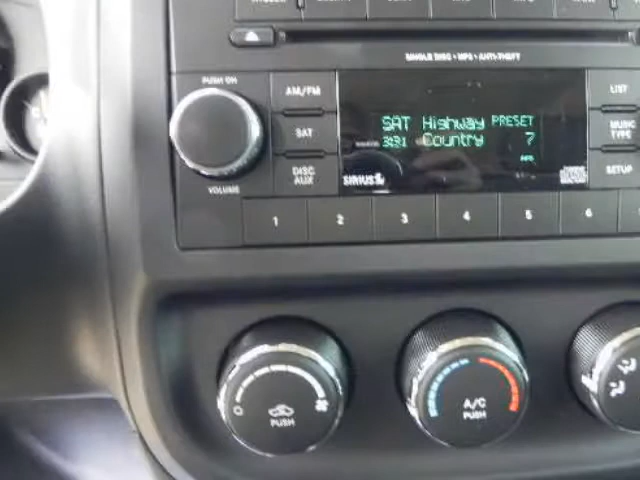 SINGLE DISC • MP3 • ANTI-THEFT
PUSH ON
AM/FM
LIST
SAT Highway PRESET
SAT
Country 7
MUSIC
TYPE
DISC
AUX
SIRIUS
SETUP
VOLUME
1 2 3 4 5 6
A/C
PUSH
PUSH